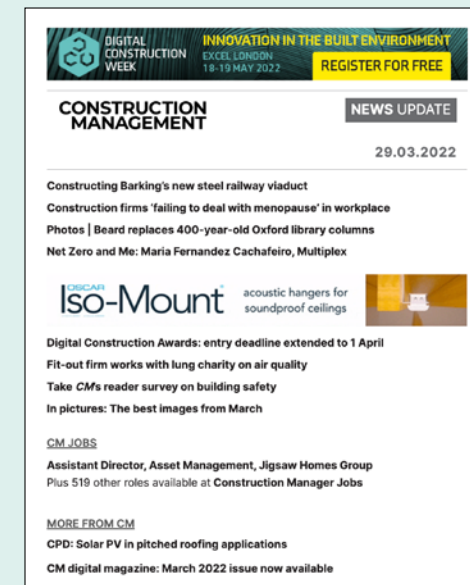 DIGITAL
CONSTRUCTION
WEEK
INNOVATION IN THE BUILT ENVIRONMENT
EXCEL LONDON
18-19 MAY 2022
REGISTER FOR FREE
CONSTRUCTION
MANAGEMENT
NEWS UPDATE
29.03.2022
Constructing Barking's new steel railway viaduct
Construction firms 'failing to deal with menopause' in workplace
Photos | Beard replaces 400-year-old Oxford library columns
Net Zero and Me: Maria Fernandez Cachafeiro, Multiplex
OSCAR
Iso-Mount
acoustic hangers for
soundproof ceilings
Digital Construction Awards: entry deadline extended to 1 April
Fit-out firm works with lung charity on air quality
Take CM's reader survey on building safety
In pictures: The best images from March
CM JOBS
Assistant Director, Asset Management, Jigsaw Homes Group
Plus 519 other roles available at Construction Manager Jobs
MORE FROM CM
CPD: Solar PV in pitched roofing applications
CM digital magazine: March 2022 issue now available